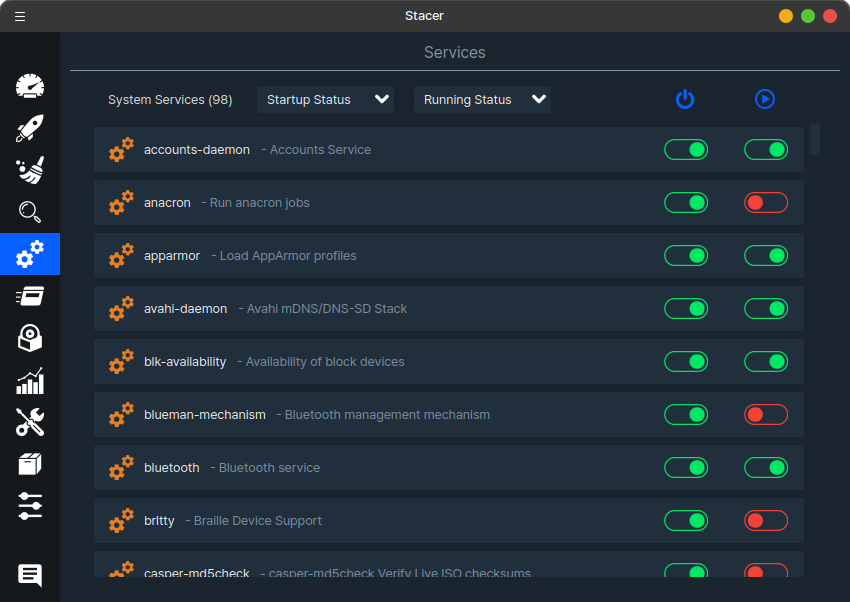 Stacer
Services
System Services (98) Startup Status Running Status
accounts-daemon - Accounts Service
anacron - Run anacron jobs
apparmor - Load AppArmor profiles
avahi-daemon - Avahi mDNS/DNS-SD Stack
blk-availability - Availability of block devices
blueman-mechanism - Bluetooth management mechanism
bluetooth - Bluetooth service
brltty - Braille Device Support
casper-md5check - casper-md5check Verify Live ISO checksums